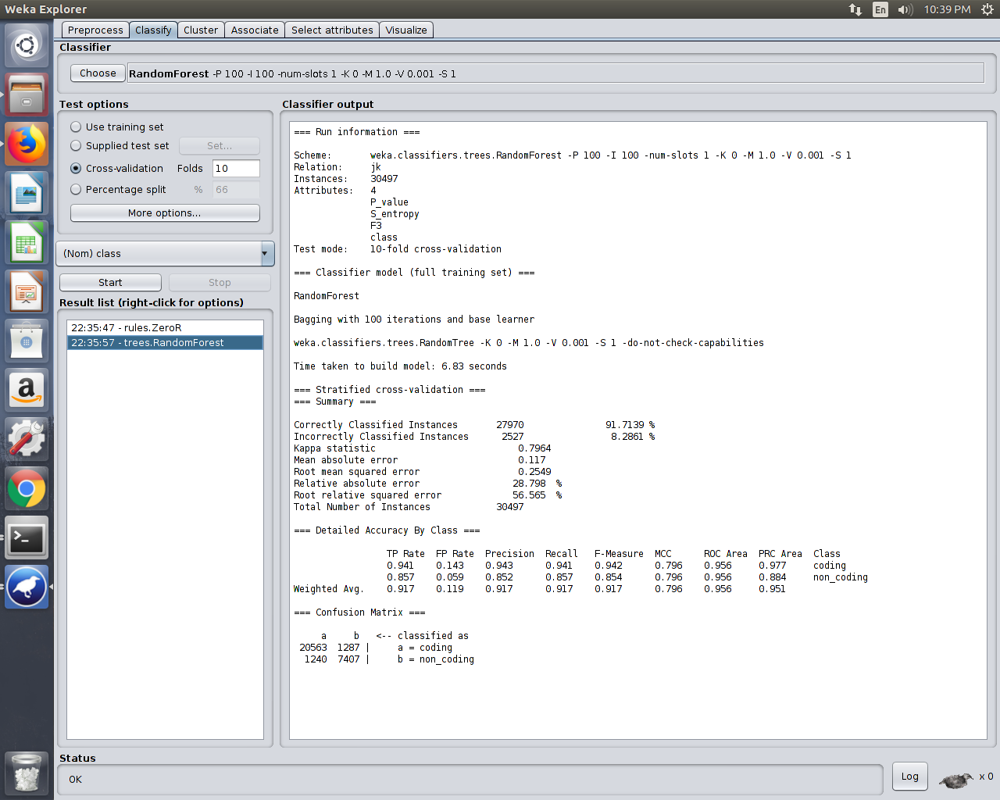 Weka Explorer
En
10:39 PM
Preprocess Classify Cluster Associate Select attributes Visualize
Classifier
Choose RandomForest -P 100 -I 100 -num-slots 1 -K 0 -M 1.0 -V 0.001 -S 1
Test options
Use training set
Supplied test set Set...
Cross-validation Folds 10
Percentage split % 66
More options...
(Nom) class
Start Stop
Result list (right-click for options)
22:35:47 - rules.ZeroR
22:35:57 - trees.RandomForest
Classifier output
=== Run information ===
Scheme: weka.classifiers.trees.RandomForest -P 100 -I 100 -num-slots 1 -K 0 -M 1.0 -V 0.001 -S 1
Relation: jk
Instances: 30497
Attributes: 4
P_value
S_entropy
F3
class
Test mode: 10-fold cross-validation
=== Classifier model (full training set) ===
RandomForest
Bagging with 100 iterations and base learner
weka.classifiers.trees.RandomTree -K 0 -M 1.0 -V 0.001 -S 1 -do-not-check-capabilities
Time taken to build model: 6.83 seconds
=== Stratified cross-validation ===
=== Summary ===
Correctly Classified Instances 27970 91.7139 %
Incorrectly Classified Instances 2527 8.2861 %
Kappa statistic 0.7964
Mean absolute error 0.117
Root mean squared error 0.2549
Relative absolute error 28.798 %
Root relative squared error 56.565 %
Total Number of Instances 30497
=== Detailed Accuracy By Class ===
TP Rate FP Rate Precision Recall F-Measure MCC ROC Area PRC Area Class
0.941 0.143 0.943 0.941 0.942 0.796 0.956 0.977 coding
0.857 0.059 0.852 0.857 0.854 0.796 0.956 0.884 non_coding
Weighted Avg. 0.917 0.119 0.917 0.917 0.917 0.796 0.956 0.951
=== Confusion Matrix ===
a b <-- classified as
20563 1287 | a = coding
1240 7407 | b = non_coding
Status
OK
Log
x 0